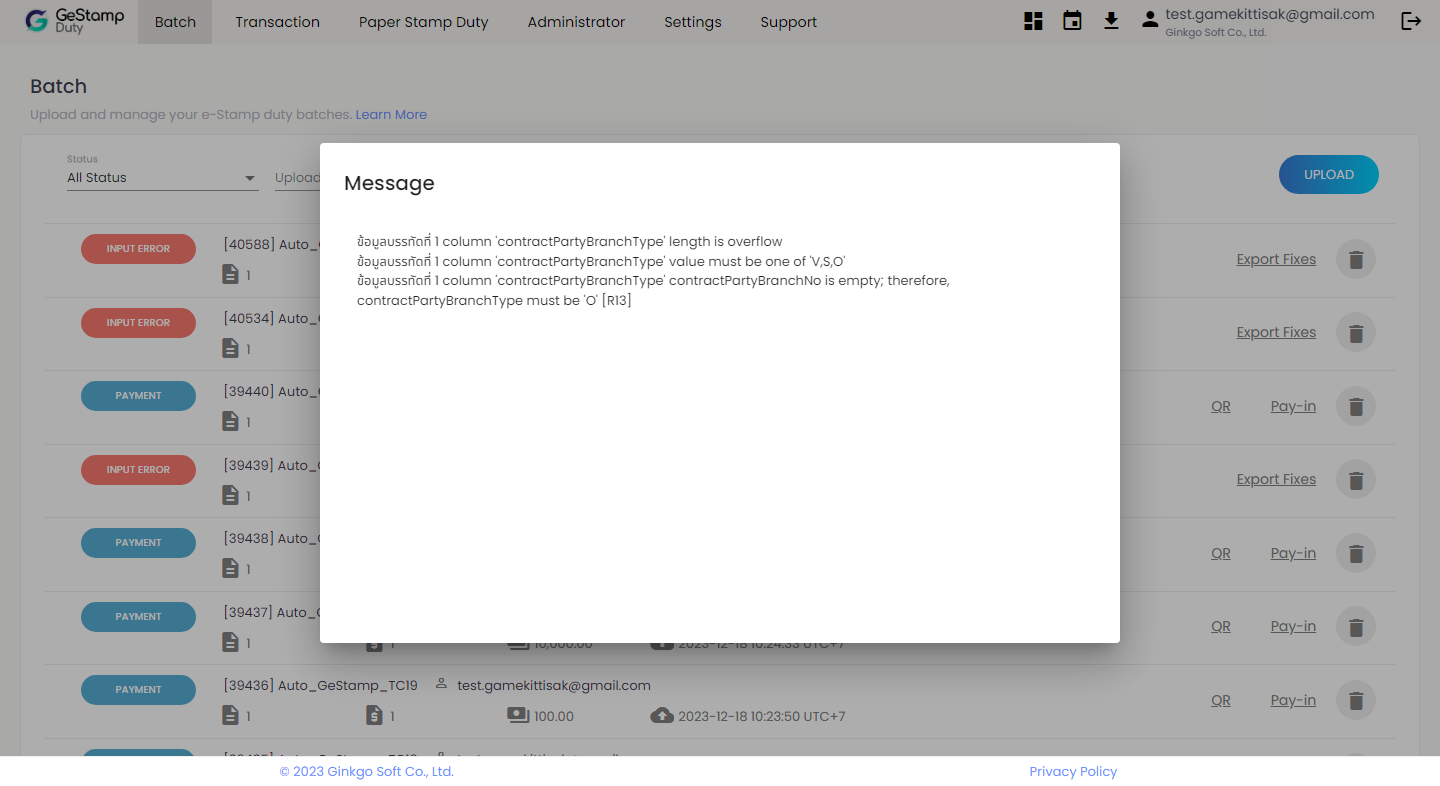 GeStamp
Duty
Batch
Transaction
Paper Stamp Duty
Administrator
Settings
Support
test.gamekittisak@gmail.com
Ginkgo Soft Co., Ltd.
Batch
Upload and manage your e-Stamp duty batches. Learn More
Status
All Status
Upload
UPLOAD
Message
ข้อมูลบรรทัดที่ 1 column 'contractPartyBranchType' length is overflow
ข้อมูลบรรทัดที่ 1 column 'contractPartyBranchType' value must be one of 'V,S,O'
ข้อมูลบรรทัดที่ 1 column 'contractPartyBranchType' contractPartyBranchNo is empty; therefore,
contractPartyBranchType must be 'O' [R13]
INPUT ERROR
[40588] Auto_
1
Export Fixes
INPUT ERROR
[40534] Auto_
1
Export Fixes
PAYMENT
[39440] Auto_
1
QR
Pay-in
INPUT ERROR
[39439] Auto_
1
Export Fixes
PAYMENT
[39438] Auto_
1
QR
Pay-in
PAYMENT
[39437] Auto_
1
1
10,000.00
2023-12-18 10:24:33 UTC+7
QR
Pay-in
PAYMENT
[39436] Auto_GeStamp_TC19
test.gamekittisak@gmail.com
1
1
100.00
2023-12-18 10:23:50 UTC+7
QR
Pay-in
© 2023 Ginkgo Soft Co., Ltd.
Privacy Policy